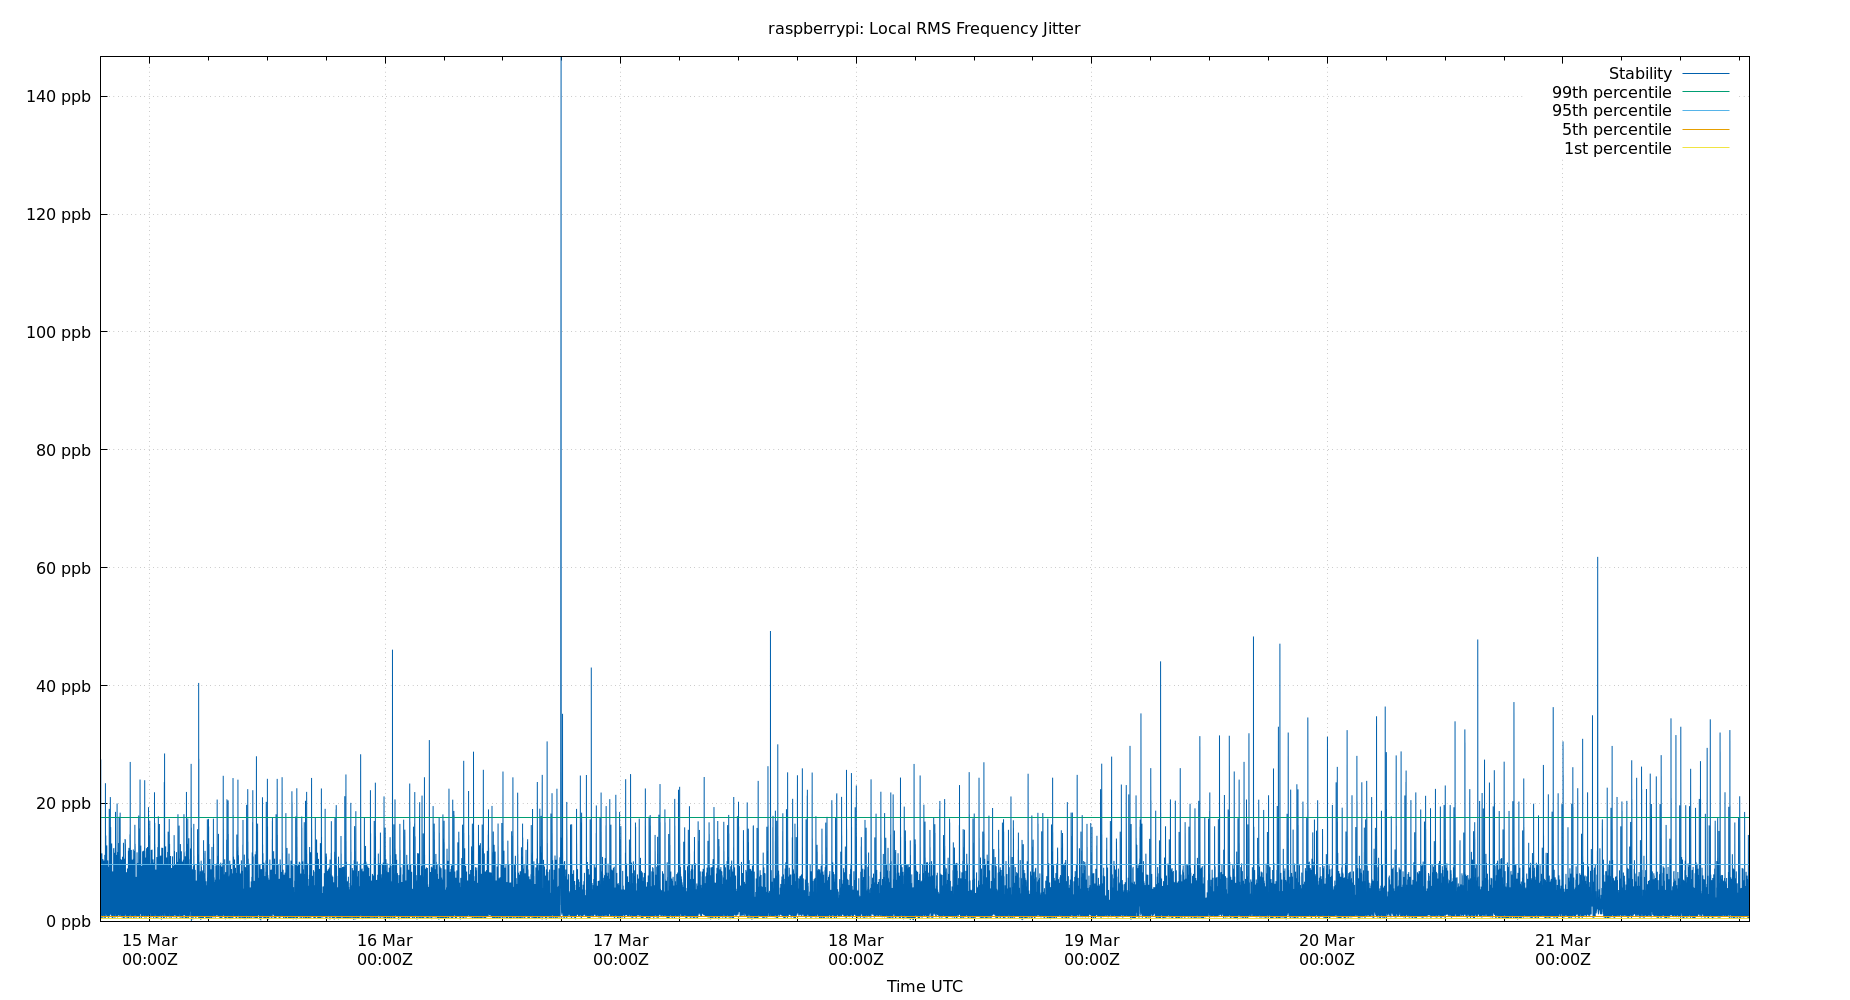 raspberrypi: Local RMS Frequency Jitter
Stability
99th percentile
95th percentile
5th percentile
1st percentile
140 ppb
120 ppb
100 ppb
80 ppb
60 ppb
40 ppb
20 ppb
0 ppb
15 Mar 16 Mar 17 Mar 18 Mar 19 Mar 20 Mar 21 Mar
00:00Z 00:00Z 00:00Z 00:00Z 00:00Z 00:00Z 00:00Z
Time UTC